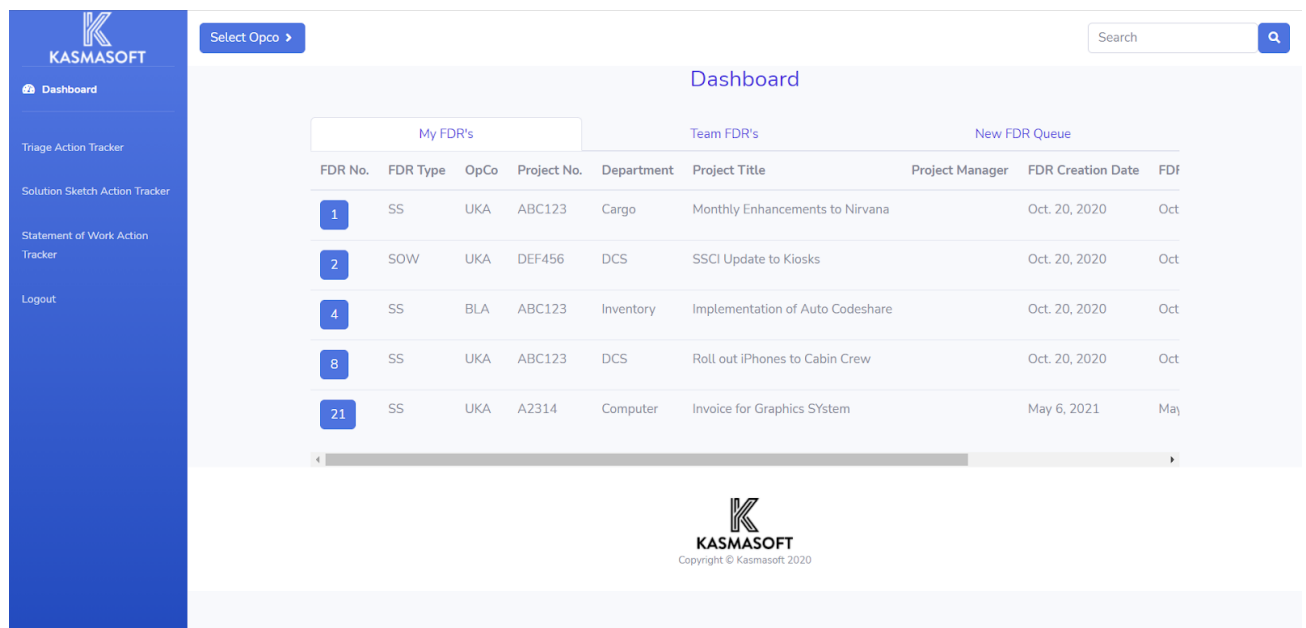 KASMASOFT
Dashboard
Triage Action Tracker
Solution Sketch Action Tracker
Statement of Work Action
Tracker
Logout
Select Opco
Search
Dashboard
My FDR's Team FDR's New FDR Queue
FDR No. FDR Type OpCo Project No. Department Project Title Project Manager FDR Creation Date FDF
1 SS UKA ABC123 Cargo Monthly Enhancements to Nirvana Oct. 20, 2020 Oct
2 SOW UKA DEF456 DCS SSCI Update to Kiosks Oct. 20, 2020 Oct
4 SS BLA ABC123 Inventory Implementation of Auto Codeshare Oct. 20, 2020 Oct
8 SS UKA ABC123 DCS Roll out iPhones to Cabin Crew Oct. 20, 2020 Oct
21 SS UKA A2314 Computer Invoice for Graphics SYstem May 6, 2021 May
KASMASOFT
Copyright © Kasmasoft 2020